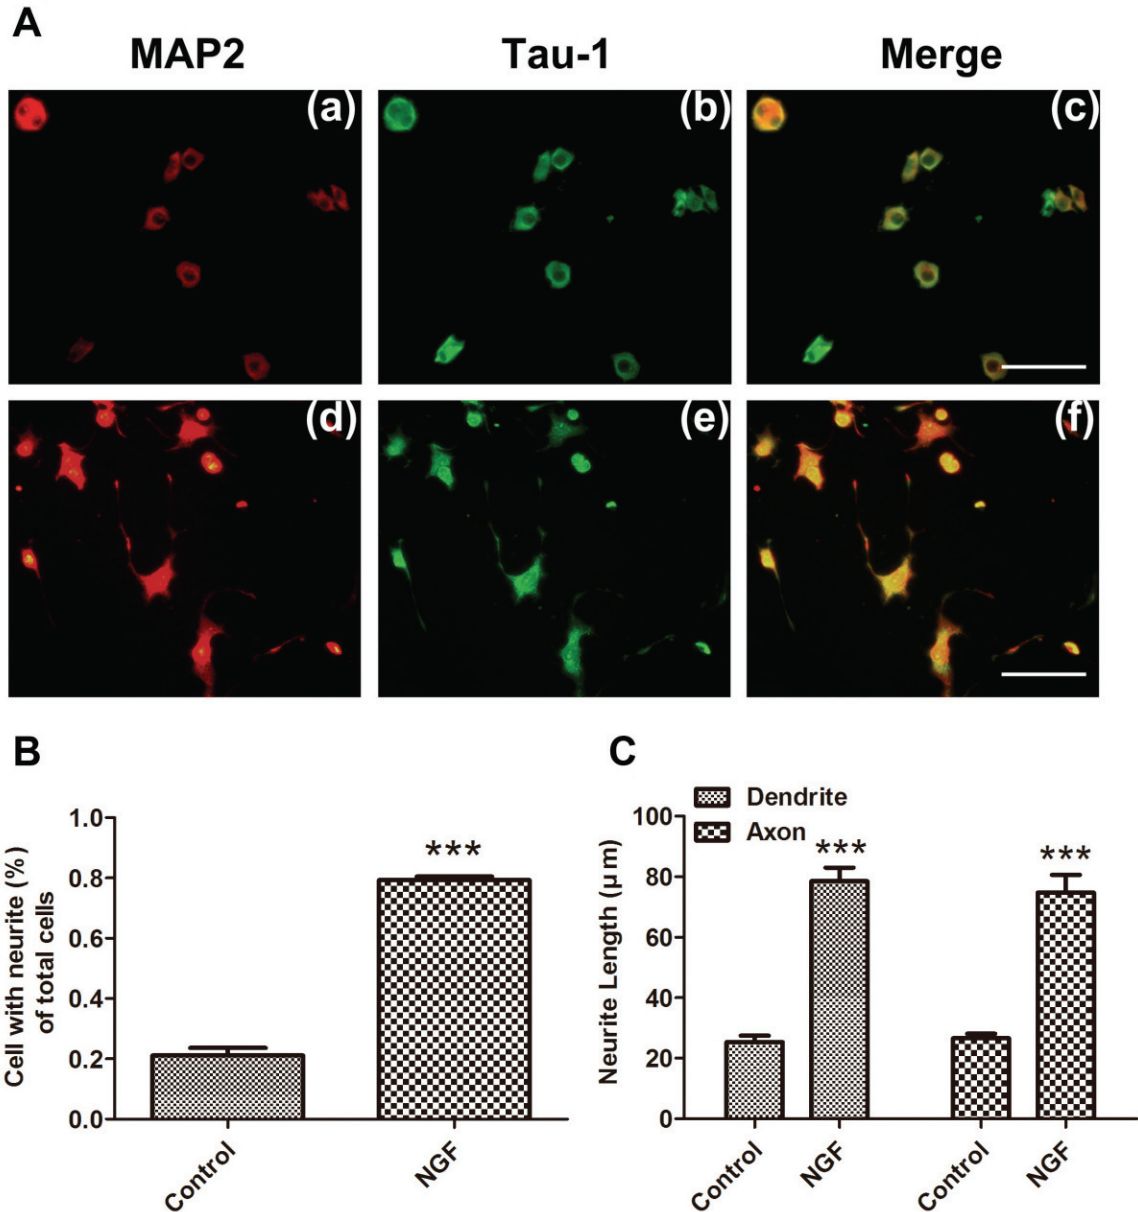 A
MAP2 Tau-1 Merge
(a) (b) (c)
(d) (e) (f)
B
Cell with neurite (%)
of total cells
1.0
0.8
0.6
0.4
0.2
0.0
***
Control NGF
C
Dendrite
Axon
Neurite Length (μm)
100
80
60
40
20
0
*** ***
Control NGF Control NGF